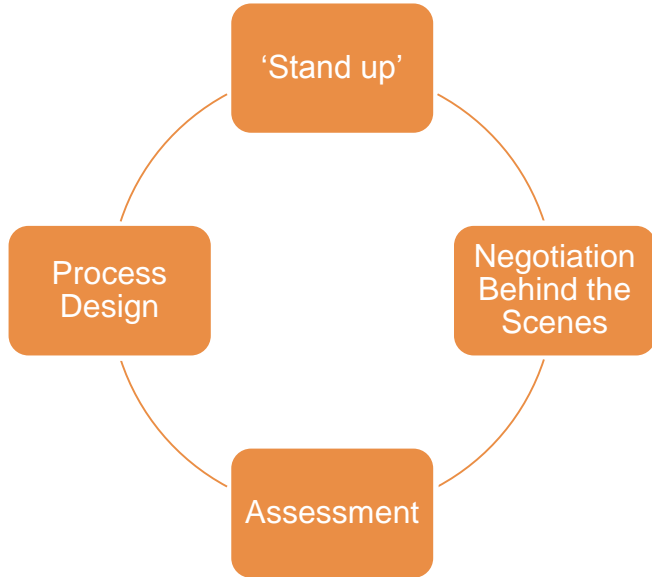 ‘Stand up’
Negotiation
Behind the
Scenes
Assessment
Process
Design